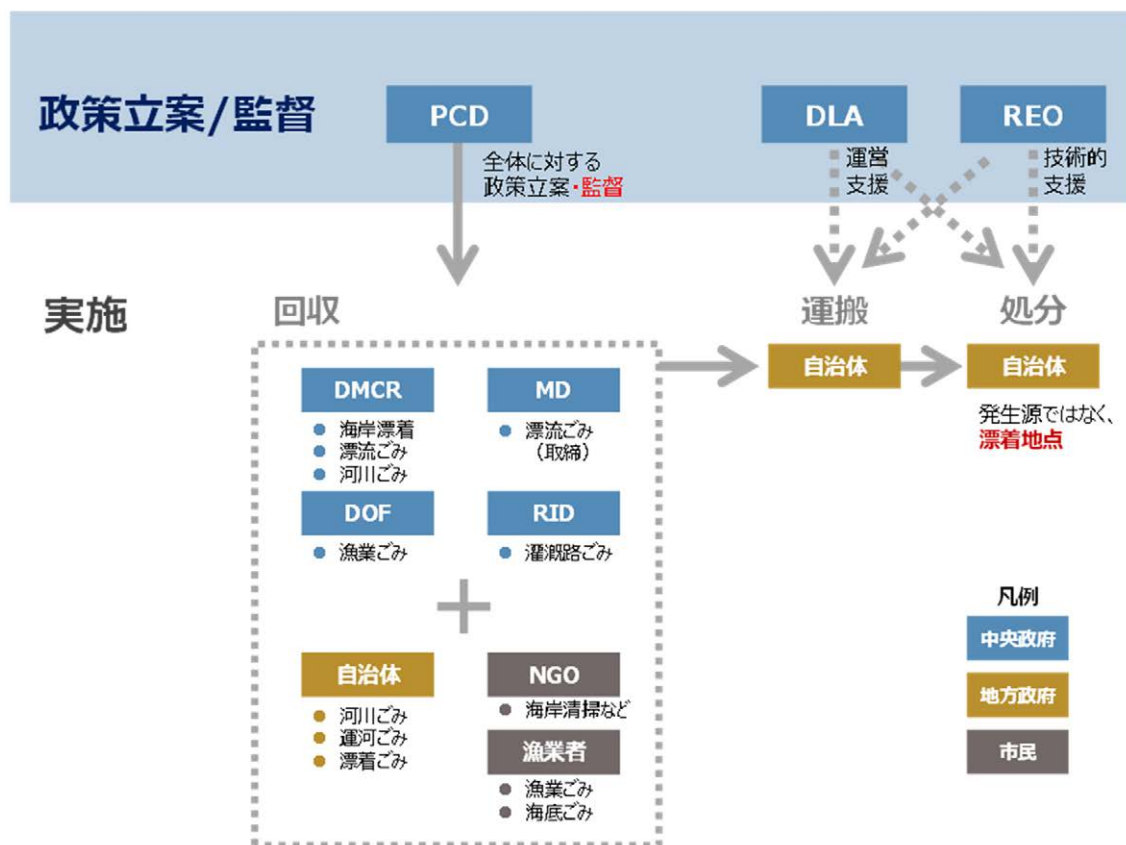 政策立案/監督
PCD
全体に対する
政策立案・監督
DLA
運営
支援
REO
技術的
支援
実施
回収
運搬
処分
自治体
自治体
発生源ではなく、
漂着地点
DMCR
● 海岸漂着
● 漂流ごみ
● 河川ごみ
MD
● 漂流ごみ
（取締）
DOF
● 漁業ごみ
RID
● 灌漑路ごみ
+
自治体
● 河川ごみ
● 運河ごみ
● 漂着ごみ
NGO
● 海岸清掃など
漁業者
● 漁業ごみ
● 海底ごみ
凡例
中央政府
地方政府
市民